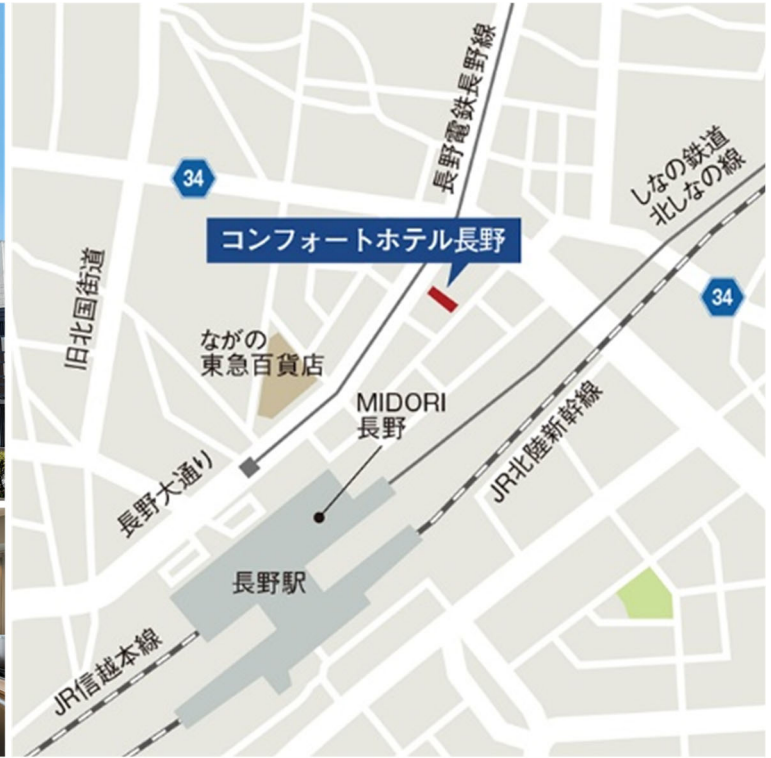 長野電鉄長野線
しなの鉄道
北しなの線
34
コンフォートホテル長野
旧北国街道
34
ながの
東急百貨店
MIDORI
長野
JR北陸新幹線
長野大通り
長野駅
JR信越本線